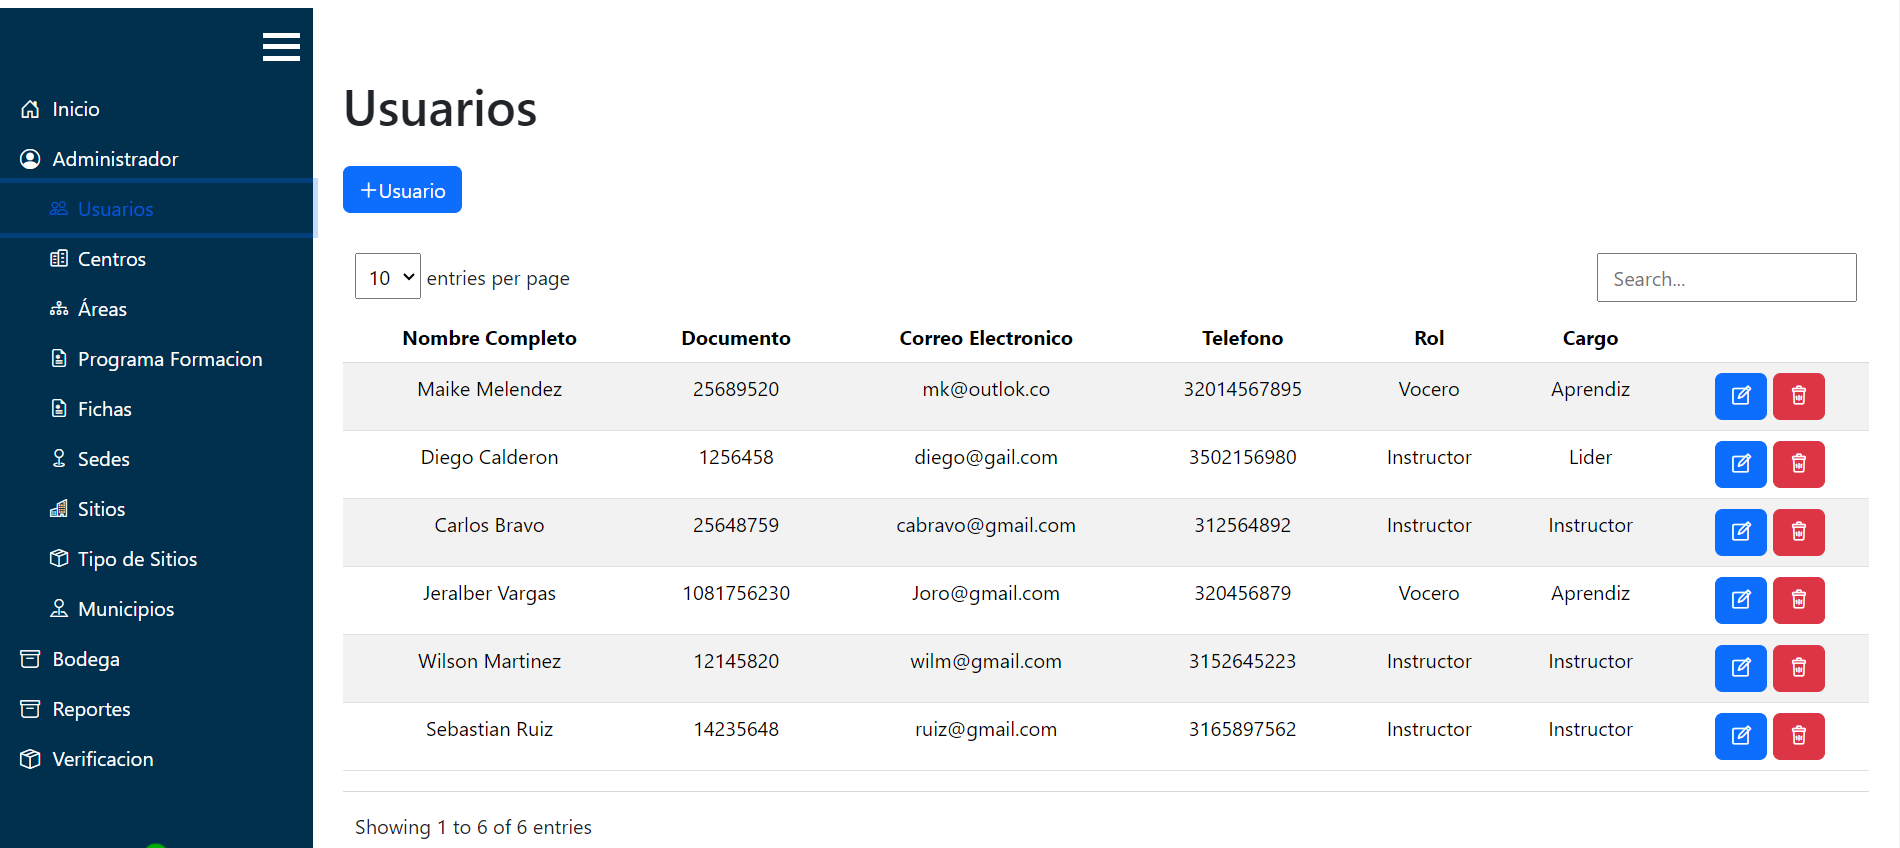 Inicio
Administrador
Usuarios
Centros
Áreas
Programa Formacion
Fichas
Sedes
Sitios
Tipo de Sitios
Municipios
Bodega
Reportes
Verificacion
Usuarios
+Usuario
10 entries per page
Search...
Nombre Completo Documento Correo Electronico Telefono Rol Cargo
Maike Melendez 25689520 mk@outlok.co 32014567895 Vocero Aprendiz
Diego Calderon 1256458 diego@gail.com 3502156980 Instructor Lider
Carlos Bravo 25648759 cabravo@gmail.com 312564892 Instructor Instructor
Jeralber Vargas 1081756230 Joro@gmail.com 320456879 Vocero Aprendiz
Wilson Martinez 12145820 wilm@gmail.com 3152645223 Instructor Instructor
Sebastian Ruiz 14235648 ruiz@gmail.com 3165897562 Instructor Instructor
Showing 1 to 6 of 6 entries